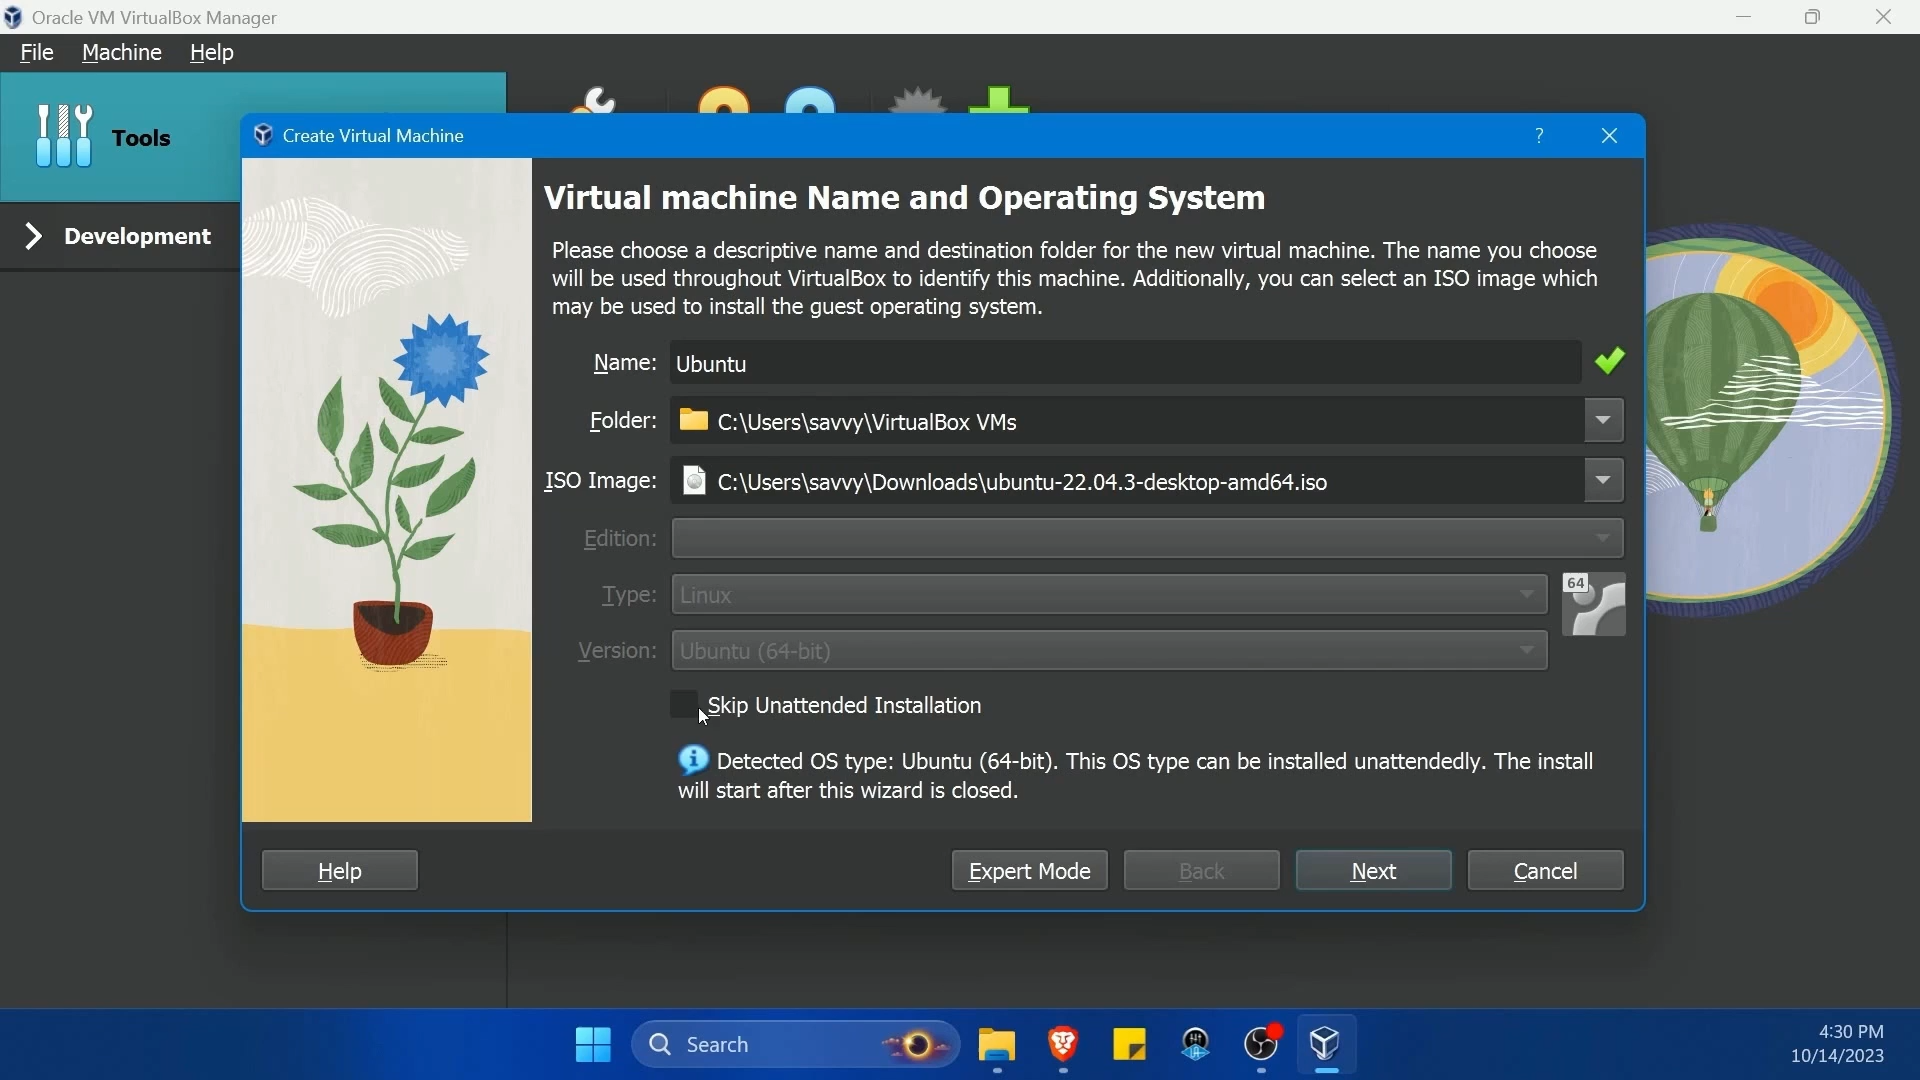 Oracle VM VirtualBox Manager
File Machine Help
Tools
Development
Create Virtual Machine
?
Virtual machine Name and Operating System
Please choose a descriptive name and destination folder for the new virtual machine. The name you choose
will be used throughout VirtualBox to identify this machine. Additionally, you can select an ISO image which
may be used to install the guest operating system.
Name: Ubuntu
Folder: C:\Users\savvy\VirtualBox VMs
ISO Image: C:\Users\savvy\Downloads\ubuntu-22.04.3-desktop-amd64.iso
Edition:
Type: Linux
64
Version: Ubuntu (64-bit)
Skip Unattended Installation
Detected OS type: Ubuntu (64-bit). This OS type can be installed unattendedly. The install
will start after this wizard is closed.
Help Expert Mode Back Next Cancel
Search
4:30 PM
10/14/2023